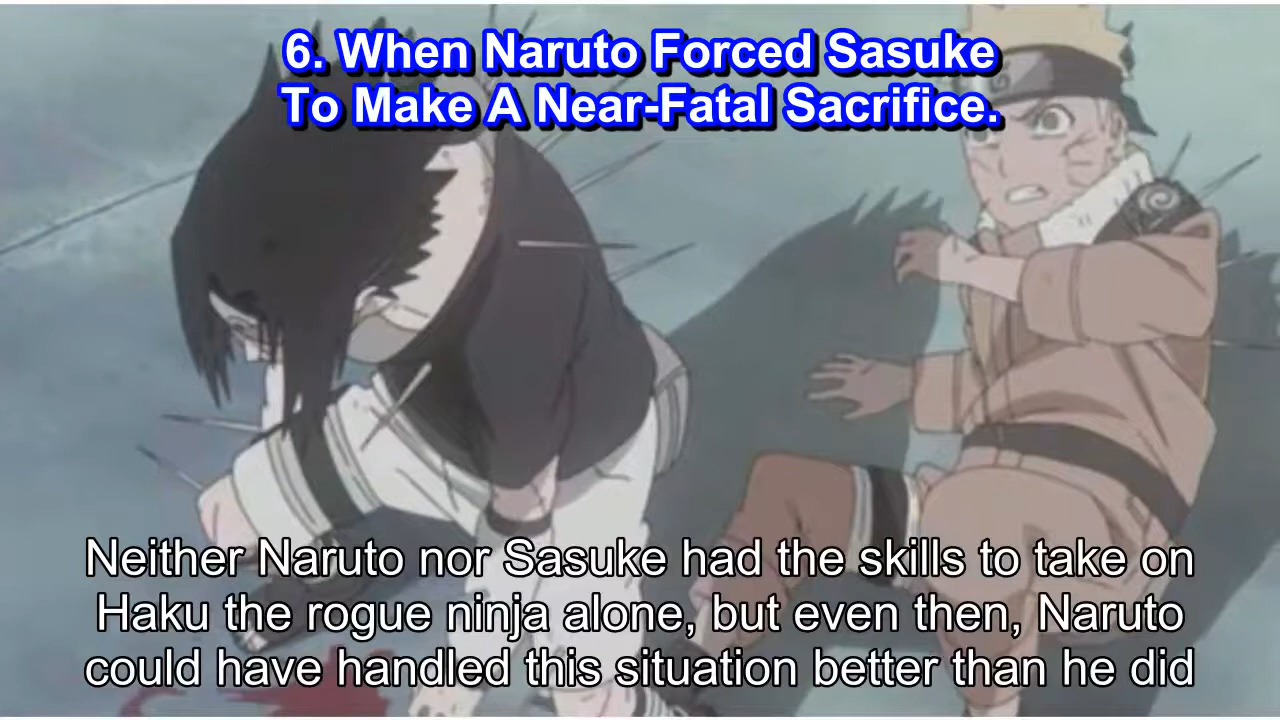 6. When Naruto Forced Sasuke
To Make A Near-Fatal Sacrifice.
Neither Naruto nor Sasuke had the skills to take on
Haku the rogue ninja alone, but even then, Naruto
could have handled this situation better than he did